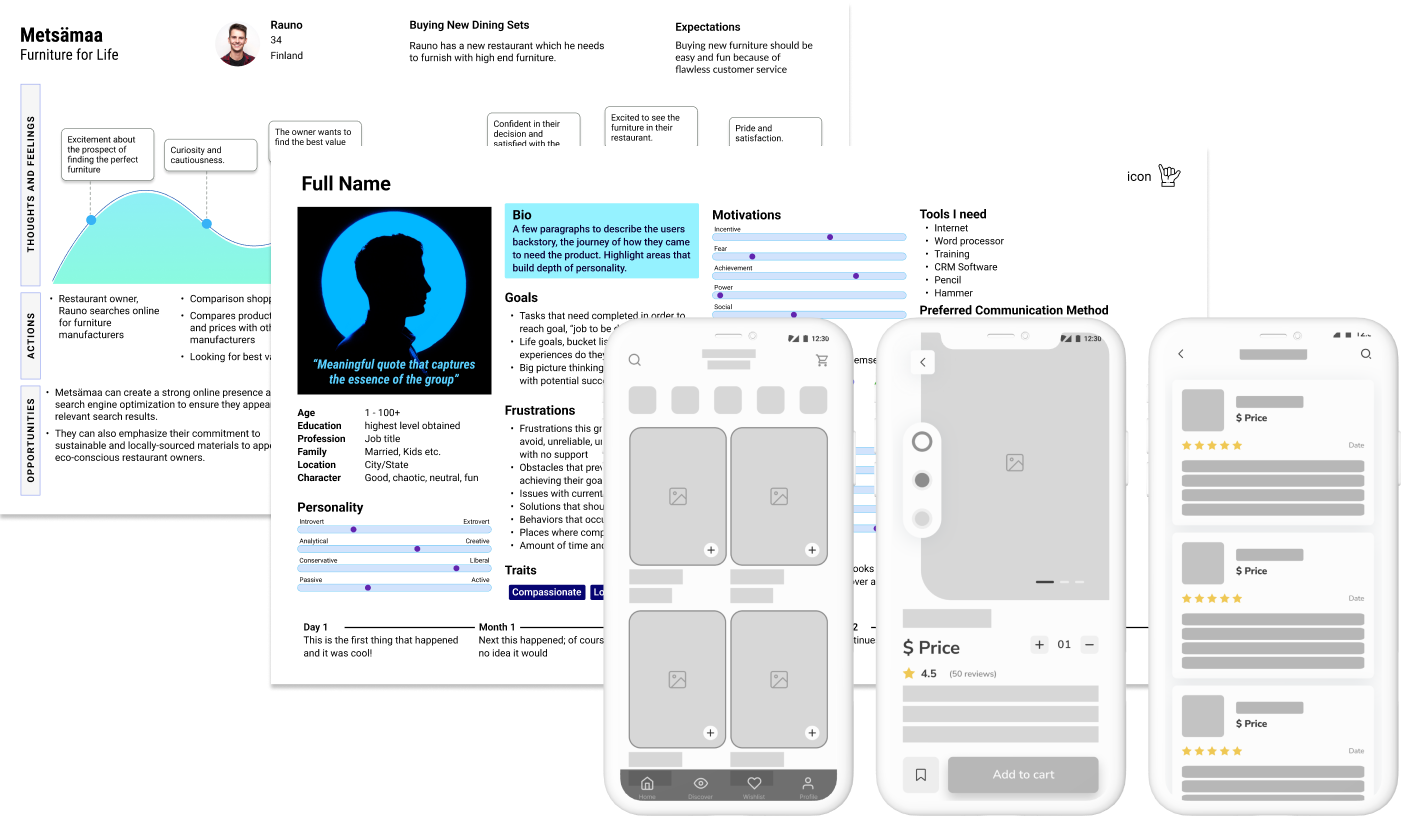 Metsämaa
Furniture for Life
Rauno
34
Finland
Buying New Dining Sets
Rauno has a new restaurant which he needs
to furnish with high end furniture.
Expectations
Buying new furniture should be
easy and fun because of
flawless customer service
THOUGHTS AND FEELINGS
Excitement about
the prospect of
finding the perfect
furniture
Curiosity and
cautiousness.
The owner wants to
find the best value
Confident in their
decision and
satisfied with the
Excited to see the
furniture in their
restaurant.
Pride and
satisfaction.
ACTIONS
• Restaurant owner,
Rauno searches online
for furniture
manufacturers
• Comparison shopp
• Compares product
and prices with oth
manufacturers
• Looking for best va
OPPORTUNITIES
• Metsämaa can create a strong online presence a
search engine optimization to ensure they appea
relevant search results.
• They can also emphasize their commitment to
sustainable and locally-sourced materials to appe
eco-conscious restaurant owners.
Full Name
icon
“Meaningful quote that captures
the essence of the group”
Age 1 - 100+
Education highest level obtained
Profession Job title
Family Married, Kids etc.
Location City/State
Character Good, chaotic, neutral, fun
Personality
Introvert Extrovert
Analytical Creative
Conservative Liberal
Passive Active
Bio
A few paragraphs to describe the users
backstory, the journey of how they came
to need the product. Highlight areas that
build depth of personality.
Goals
• Tasks that need completed in order to
reach goal, “job to be d
• Life goals, bucket lis
experiences do they
• Big picture thinking
with potential succ
Frustrations
• Frustrations this gr
avoid, unreliable, u
with no support
• Obstacles that prev
achieving their goa
• Issues with current
• Solutions that shou
• Behaviors that occu
• Places where comp
• Amount of time and
Traits
Compassionate
Lo
Motivations
Incentive
Fear
Achievement
Power
Social
Tools I need
• Internet
• Word processor
• Training
• CRM Software
• Pencil
• Hammer
Preferred Communication Method
Day 1
This is the first thing that happened
and it was cool!
Month 1
Next this happened; of cours
no idea it would
12:30
Home
Discover
Wishlist
Profile
12:30
$ Price
01
4.5 (50 reviews)
Add to cart
$ Price
Date
$ Price
Date
$ Price
Date